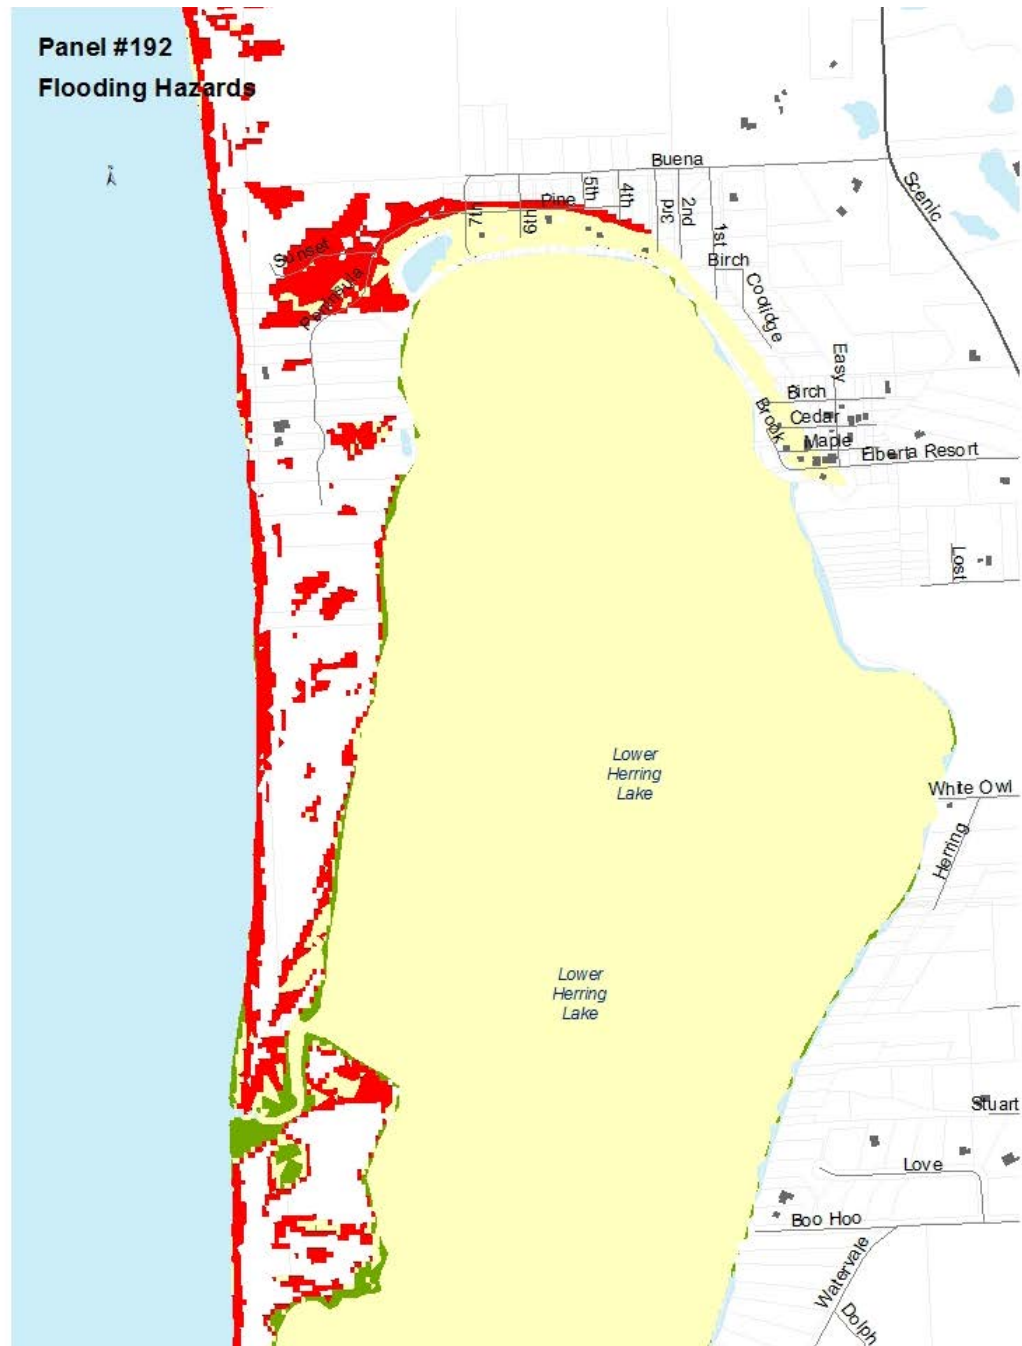 Panel #192
Flooding Hazards
Buena
Scenic
5th
4th
Pine
7th
6th
3rd
2nd
1st
Sunset
Birch
Peninsula
Coolidge
Easy
Birch
Brook
Cedar
Maple
Elberta Resort
Lost
Lower
Herring
Lake
White Owl
Herring
Lower
Herring
Lake
Stuart
Love
Boo Hoo
Watervale
Dolph